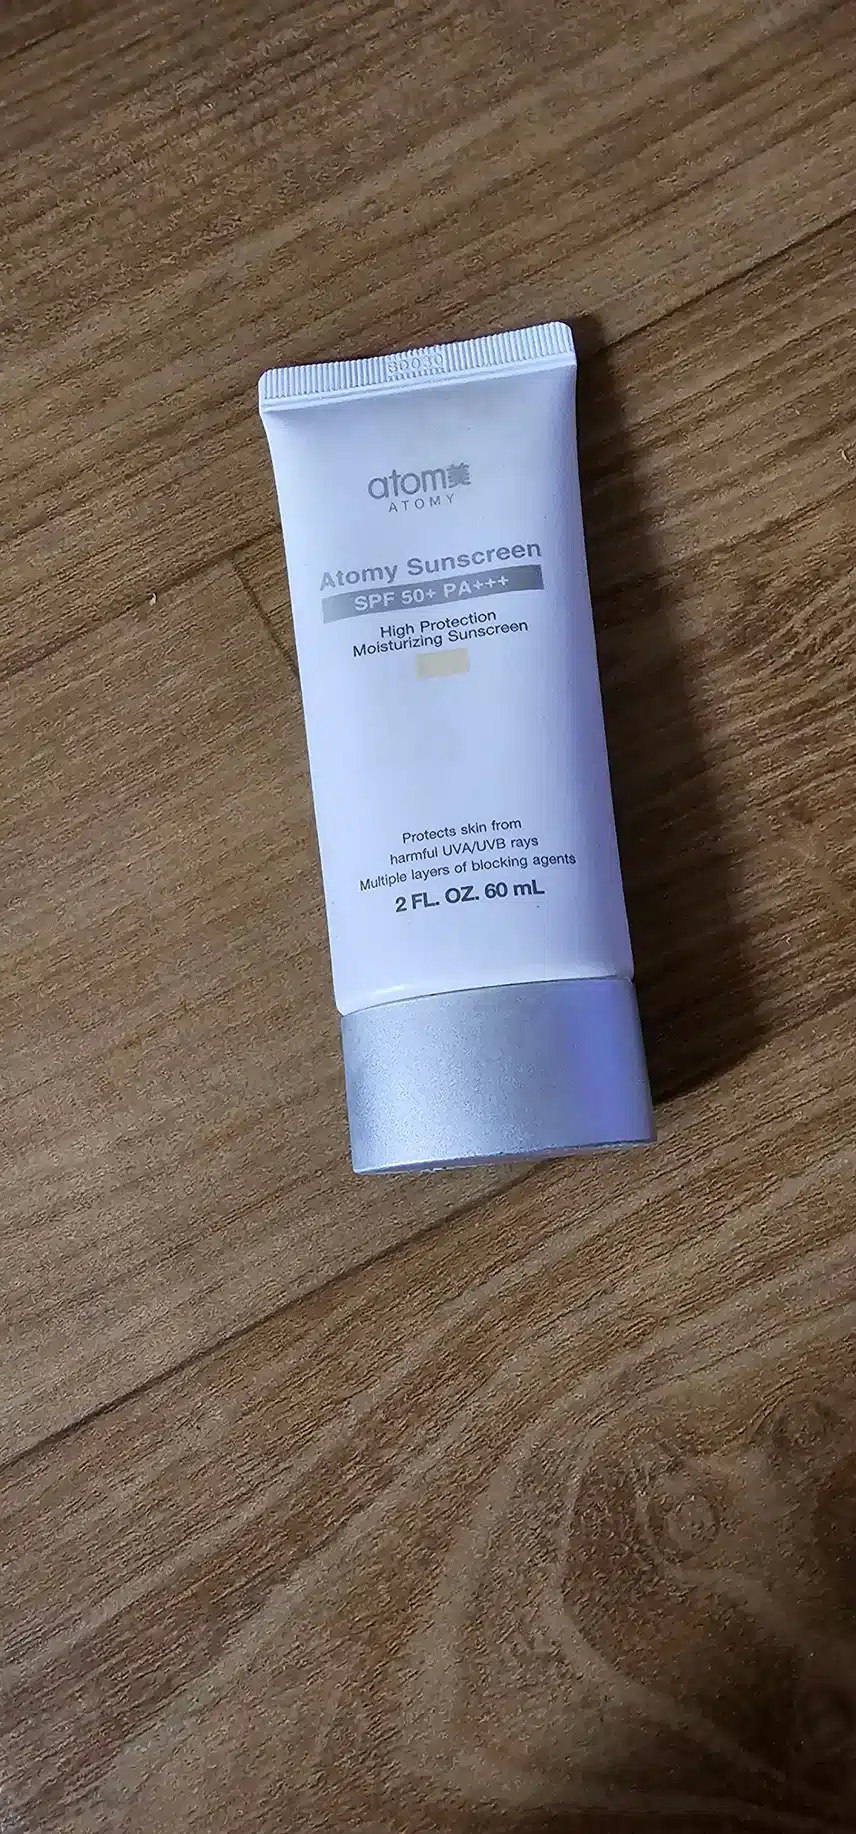 atom美
ATOMY
Atomy Sunscreen
SPF 50+ PA+++
High Protection
Moisturizing Sunscreen
Protects skin from
harmful UVA/UVB rays
Multiple layers of blocking agents
2 FL. OZ. 60 mL